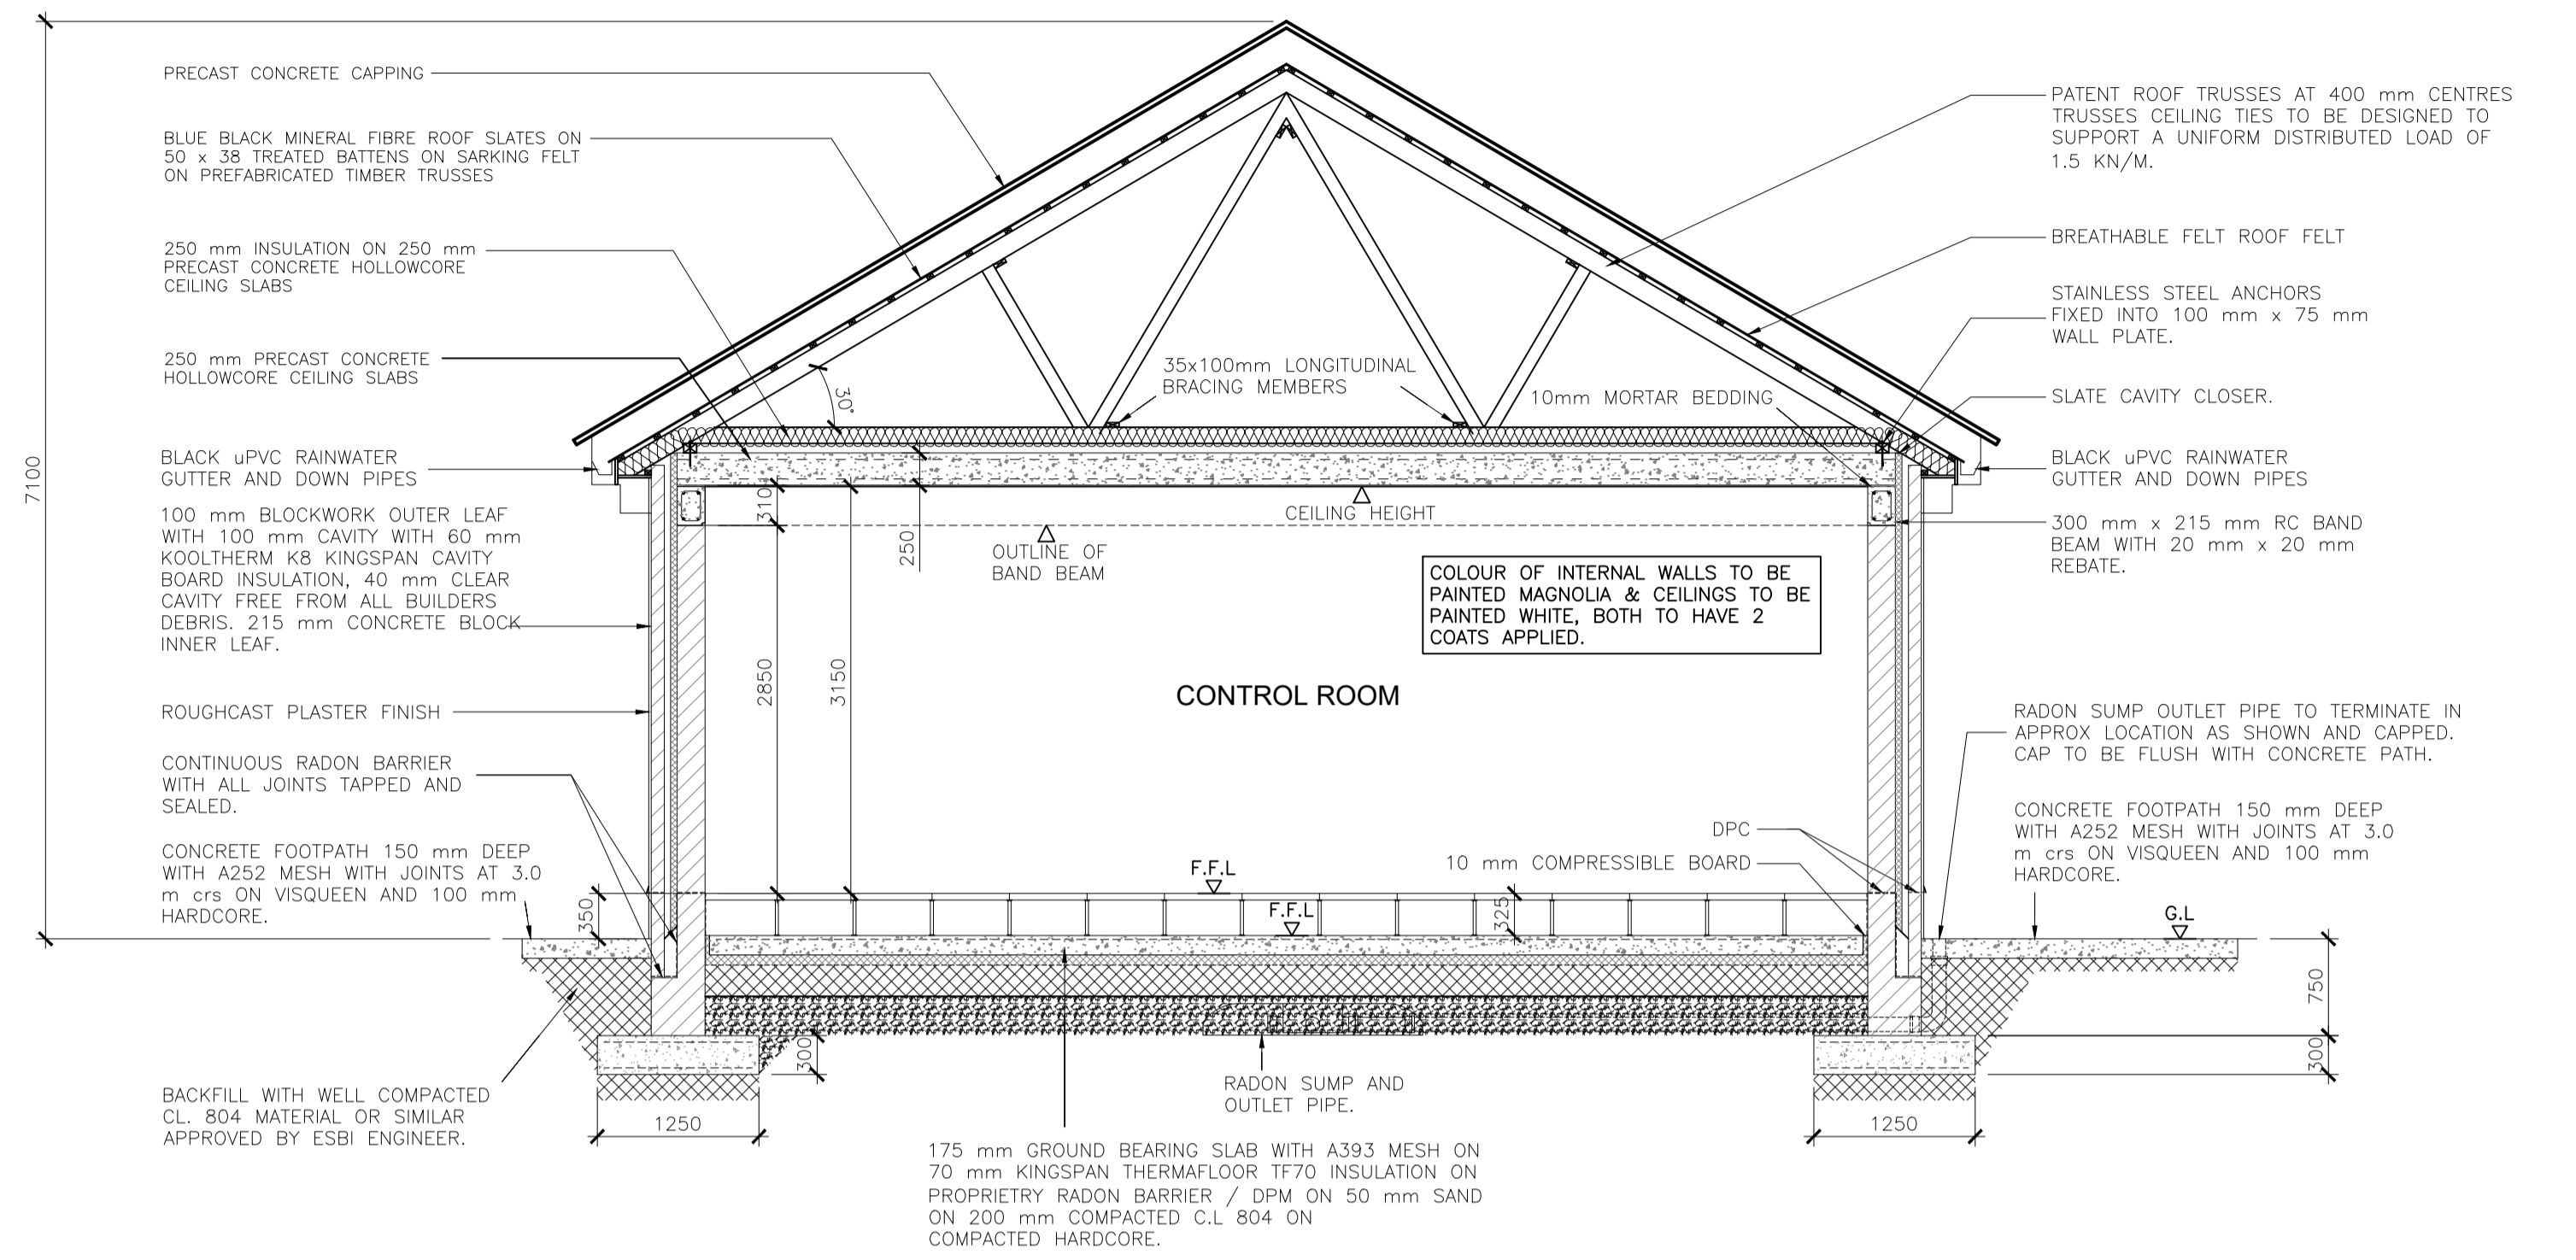 PRECAST CONCRETE CAPPING
BLUE BLACK MINERAL FIBRE ROOF SLATES ON
50 x 38 TREATED BATTENS ON SARKING FELT
ON PREFABRICATED TIMBER TRUSSES
250 mm INSULATION ON 250 mm
PRECAST CONCRETE HOLLOWCORE
CEILING SLABS
250 mm PRECAST CONCRETE
HOLLOWCORE CEILING SLABS
7100
BLACK uPVC RAINWATER
GUTTER AND DOWN PIPES
100 mm BLOCKWORK OUTER LEAF
WITH 100 mm CAVITY WITH 60 mm
KOOLTHERM K8 KINGSPAN CAVITY
BOARD INSULATION, 40 mm CLEAR
CAVITY FREE FROM ALL BUILDERS
DEBRIS. 215 mm CONCRETE BLOCK
INNER LEAF.
ROUGHCAST PLASTER FINISH
CONTINUOUS RADON BARRIER
WITH ALL JOINTS TAPPED AND
SEALED.
CONCRETE FOOTPATH 150 mm DEEP
WITH A252 MESH WITH JOINTS AT 3.0
m crs ON VISQUEEN AND 100 mm
HARDCORE.
BACKFILL WITH WELL COMPACTED
CL. 804 MATERIAL OR SIMILAR
APPROVED BY ESBI ENGINEER.
30°
35x100mm LONGITUDINAL
BRACING MEMBERS
10mm MORTAR BEDDING
310
250
CEILING HEIGHT
OUTLINE OF
BAND BEAM
COLOUR OF INTERNAL WALLS TO BE
PAINTED MAGNOLIA & CEILINGS TO BE
PAINTED WHITE, BOTH TO HAVE 2
COATS APPLIED.
2850
3150
CONTROL ROOM
DPC
10 mm COMPRESSIBLE BOARD
F.F.L
F.F.L
350
325
300
1250
RADON SUMP AND
OUTLET PIPE.
175 mm GROUND BEARING SLAB WITH A393 MESH ON
70 mm KINGSPAN THERMAFLOOR TF70 INSULATION ON
PROPRIETRY RADON BARRIER / DPM ON 50 mm SAND
ON 200 mm COMPACTED C.L 804 ON
COMPACTED HARDCORE.
PATENT ROOF TRUSSES AT 400 mm CENTRES
TRUSSES CEILING TIES TO BE DESIGNED TO
SUPPORT A UNIFORM DISTRIBUTED LOAD OF
1.5 KN/M.
BREATHABLE FELT ROOF FELT
STAINLESS STEEL ANCHORS
FIXED INTO 100 mm x 75 mm
WALL PLATE.
SLATE CAVITY CLOSER.
BLACK uPVC RAINWATER
GUTTER AND DOWN PIPES
300 mm x 215 mm RC BAND
BEAM WITH 20 mm x 20 mm
REBATE.
RADON SUMP OUTLET PIPE TO TERMINATE IN
APPROX LOCATION AS SHOWN AND CAPPED.
CAP TO BE FLUSH WITH CONCRETE PATH.
CONCRETE FOOTPATH 150 mm DEEP
WITH A252 MESH WITH JOINTS AT 3.0
m crs ON VISQUEEN AND 100 mm
HARDCORE.
G.L
750
300
1250